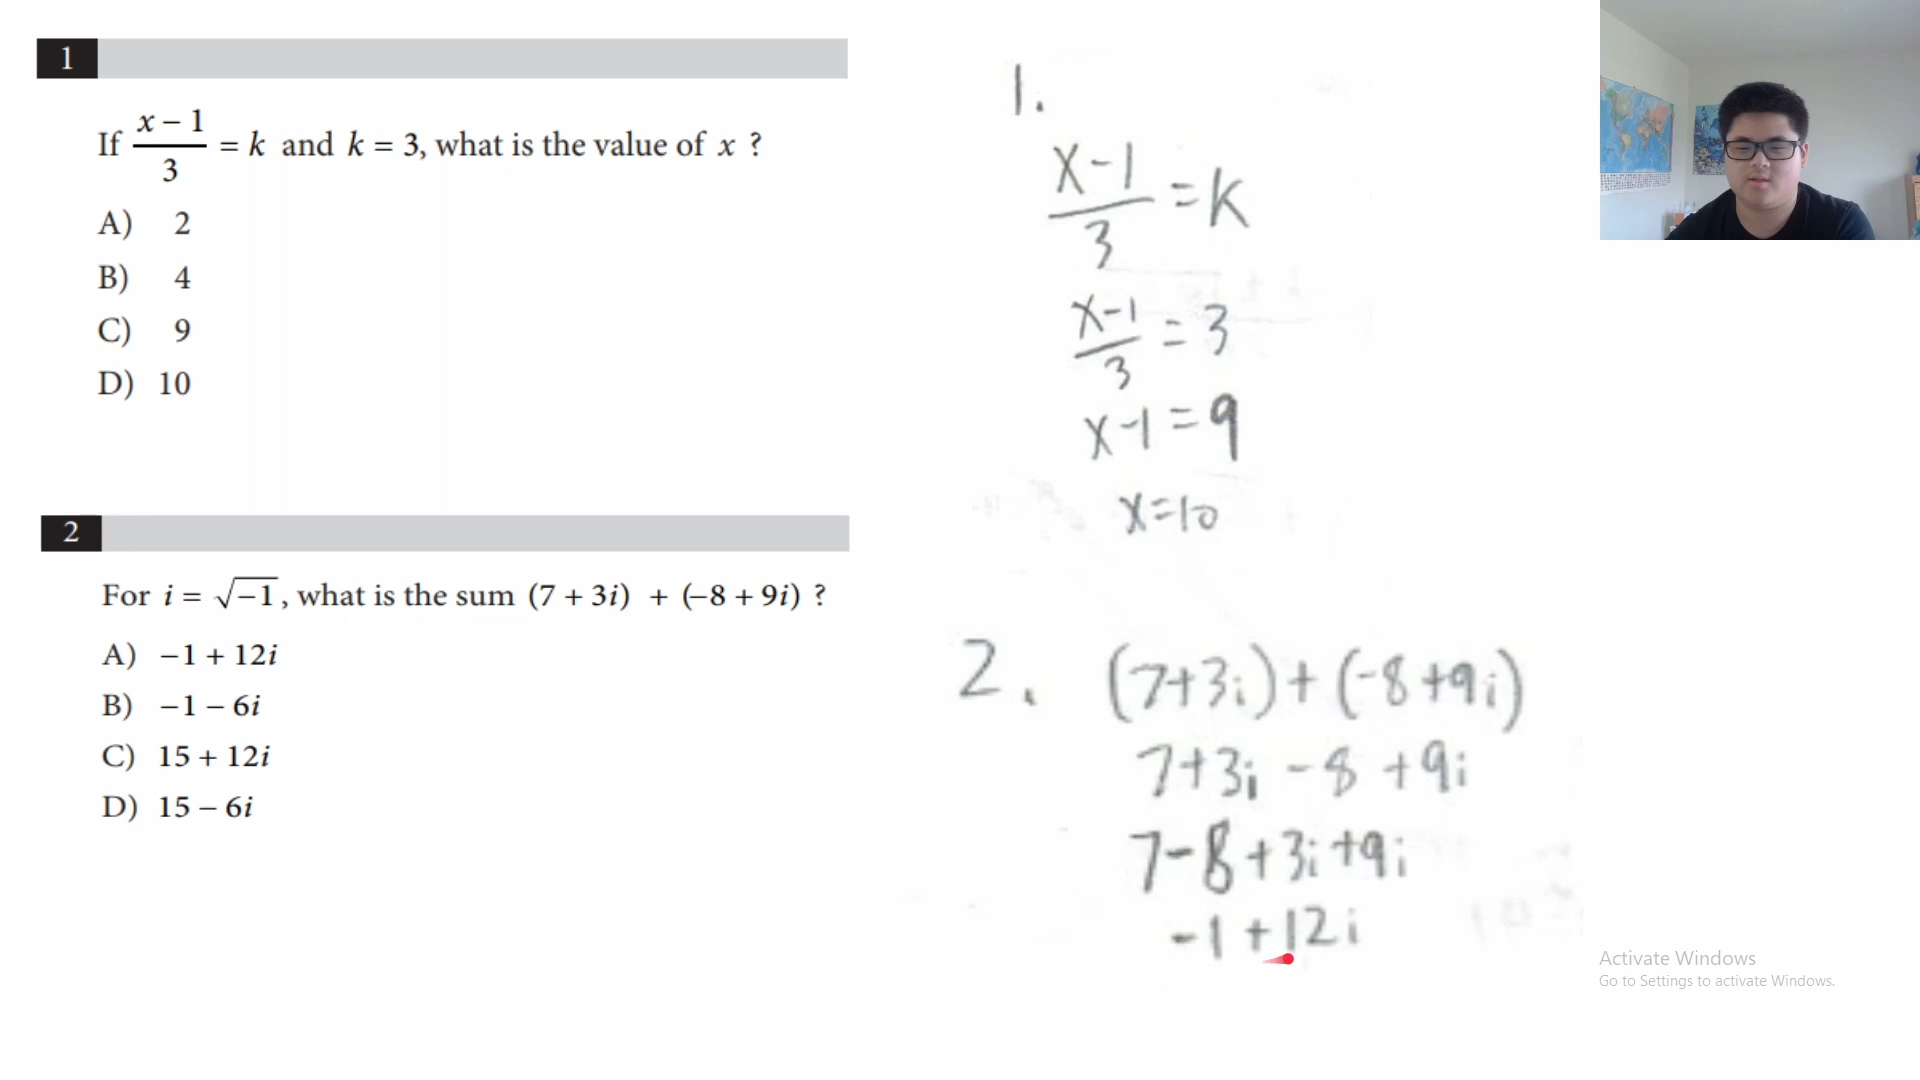 1
If x − 1 / 3 = k and k = 3, what is the value of x ?
A) 2
B) 4
C) 9
D) 10
2
For i = √−1, what is the sum (7 + 3i) + (−8 + 9i) ?
A) −1 + 12i
B) −1 − 6i
C) 15 + 12i
D) 15 − 6i
1.
x-1 / 3 = k
x-1 / 3 = 3
x-1 = 9
x=10
2. (7+3i)+(-8+9i)
7+3i -8 +9i
7-8+3i+9i
-1+12i
Activate Windows
Go to Settings to activate Windows.